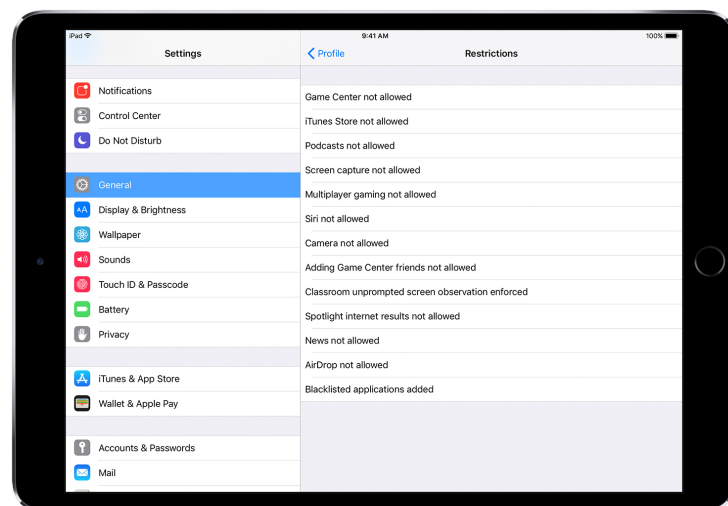 iPad
9:41 AM
100%
Settings
Profile
Restrictions
Notifications
Control Center
Do Not Disturb
General
AA
Display & Brightness
Wallpaper
Sounds
Touch ID & Passcode
Battery
Privacy
iTunes & App Store
Wallet & Apple Pay
Accounts & Passwords
Mail
Game Center not allowed
iTunes Store not allowed
Podcasts not allowed
Screen capture not allowed
Multiplayer gaming not allowed
Siri not allowed
Camera not allowed
Adding Game Center friends not allowed
Classroom unprompted screen observation enforced
Spotlight internet results not allowed
News not allowed
AirDrop not allowed
Blacklisted applications added